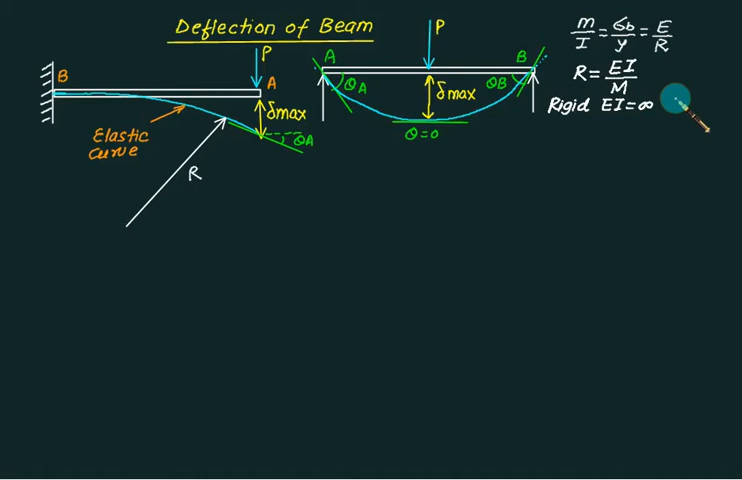 Deflection of Beam
P
B
A
δmax
Elastic
curve
θA
R
P
A
B
θA
θB
δmax
θ=0
m/I = σb/y = E/R
R = EI/M
Rigid EI=∞